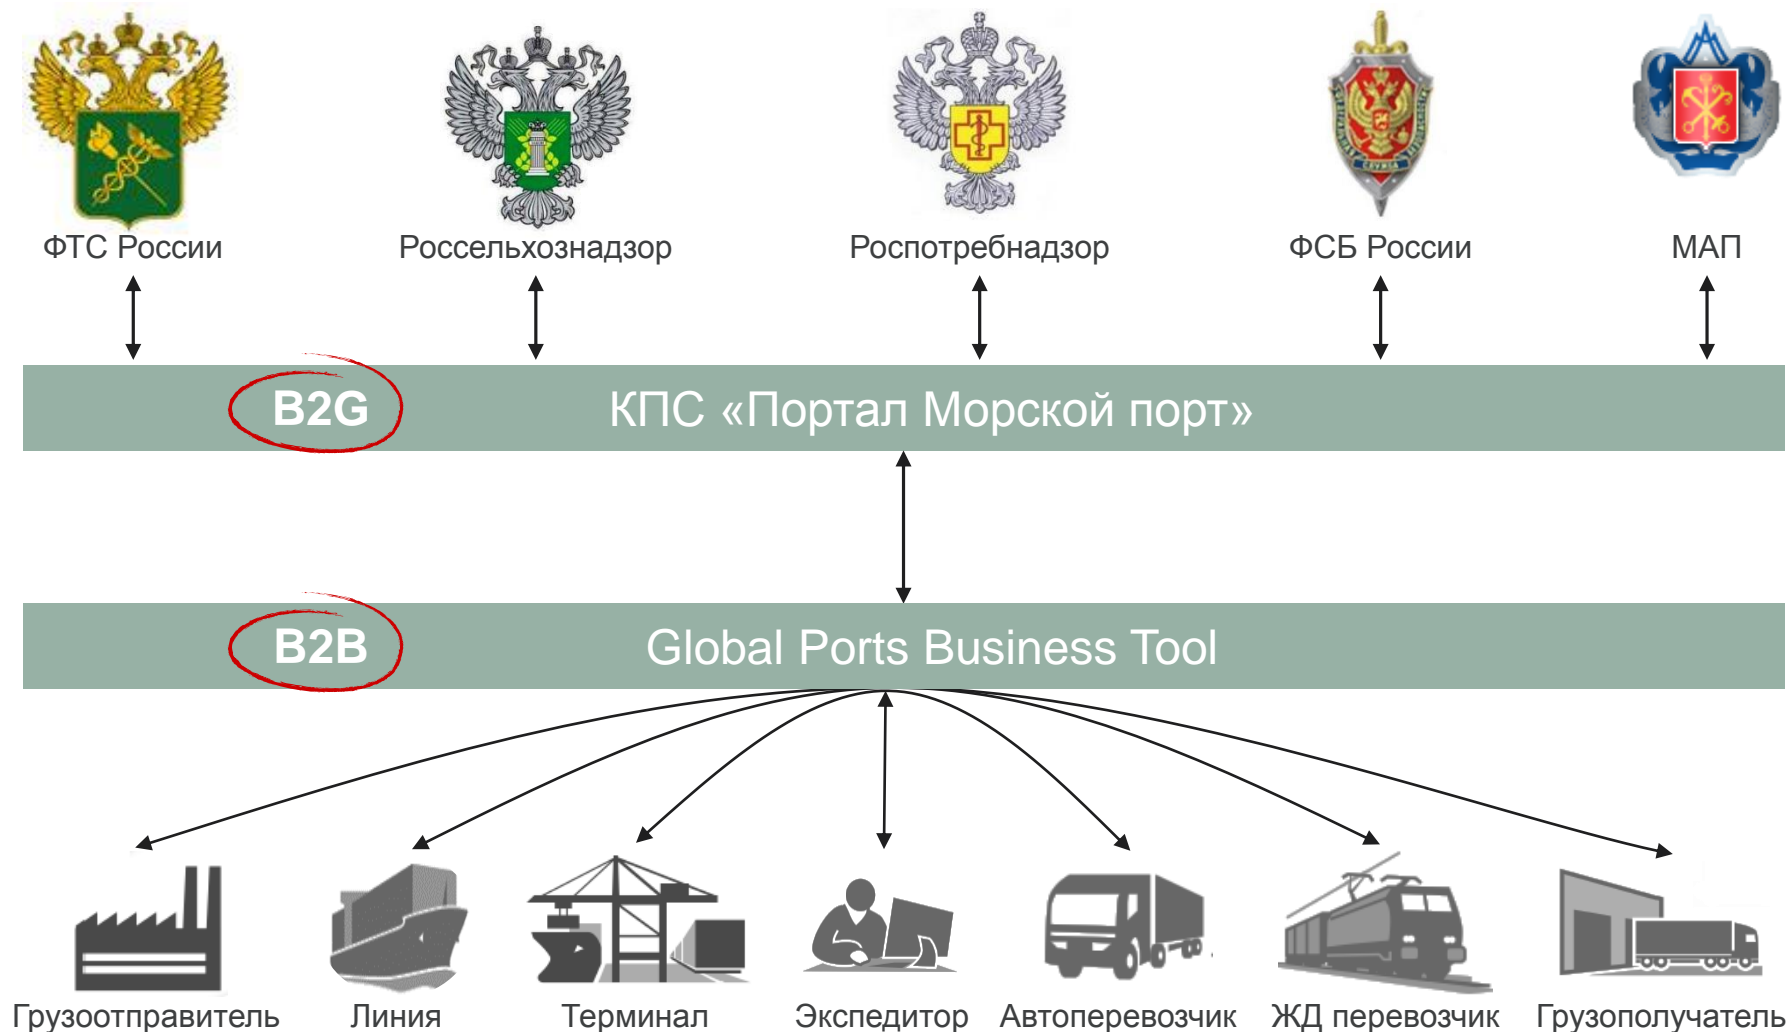 ФТС России
Россельхознадзор
Роспотребнадзор
ФСБ России
МАП
B2G
КПС «Портал Морской порт»
B2B
Global Ports Business Tool
Грузоотправитель
Линия
Терминал
Экспедитор
Автоперевозчик
ЖД перевозчик
Грузополучатель